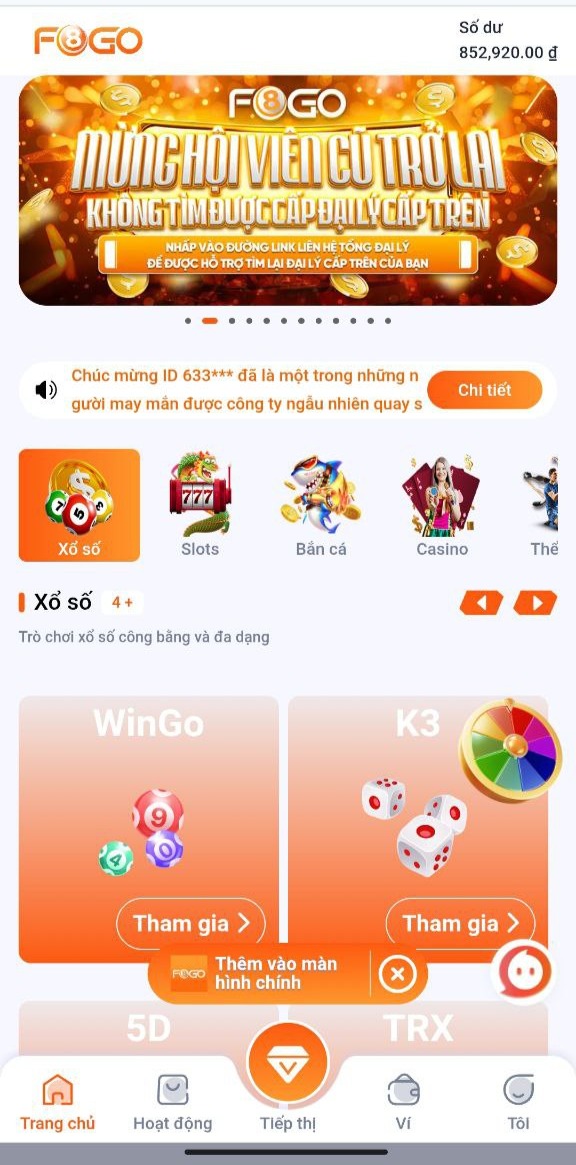 F8GO
Số dư
852,920.00 ₫
F8GO
MỪNG HỘI VIÊN CŨ TRỞ LẠI
KHÔNG TÌM ĐƯỢC CẤP ĐẠI LÝ CẤP TRÊN
NHẤP VÀO ĐƯỜNG LINK LIÊN HỆ TỔNG ĐẠI LÝ
ĐỂ ĐƯỢC HỖ TRỢ TÌM LẠI ĐẠI LÝ CẤP TRÊN CỦA BẠN
Chúc mừng ID 633*** đã là một trong những n
gười may mắn được công ty ngẫu nhiên quay s
Chi tiết
777
Xổ số
Slots
Bắn cá
Casino
Thể
Xổ số
4 +
Trò chơi xổ số công bằng và đa dạng
WinGo
K3
9
4
0
Tham gia
Tham gia
F8GO
Thêm vào màn
hình chính
5D
TRX
Trang chủ
Hoạt động
Tiếp thị
Ví
Tôi